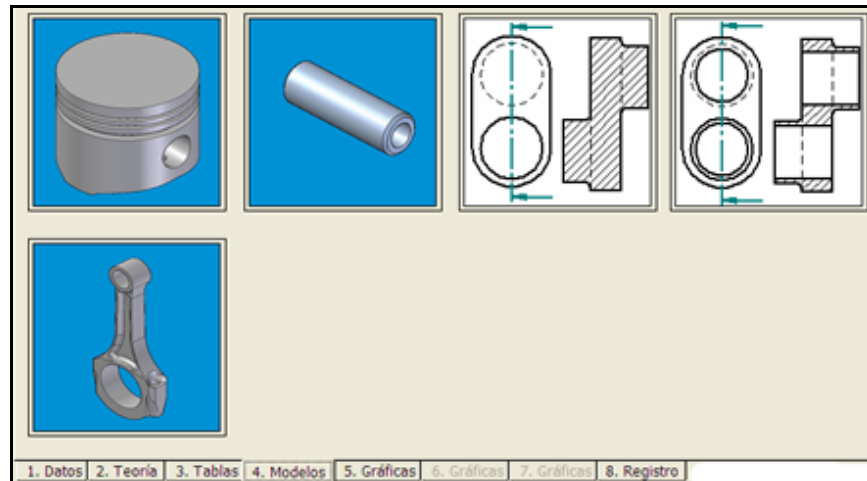 1. Datos 2. Teoría 3. Tablas 4. Modelos 5. Gráficas 6. Gráficas 7. Gráficas 8. Registro